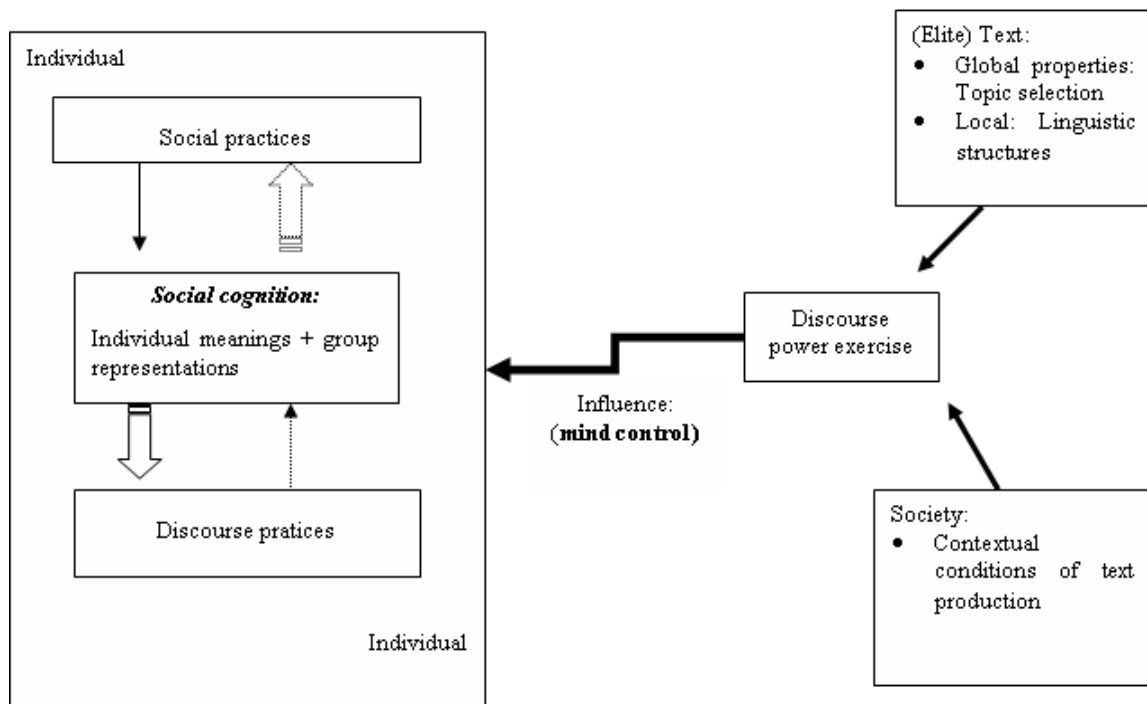 Individual
Social practices
Social cognition:
Individual meanings + group
representations
Discourse pratices
Individual
Influence:
(mind control)
Discourse
power exercise
(Elite) Text:
• Global properties:
Topic selection
• Local: Linguistic
structures
Society:
• Contextual
conditions of text
production